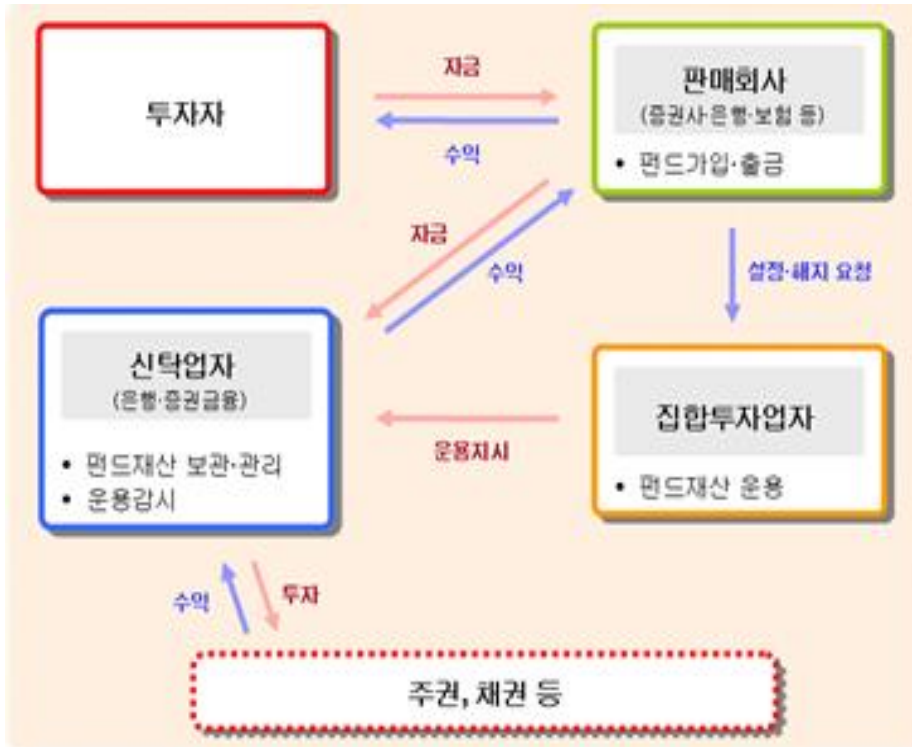 자금
판매회사
(증권사·은행·보험 등)
투자자
수익
• 펀드가입·출금
자금
수익
설정·해지 요청
신탁업자
(은행·증권금융)
집합투자업자
운용지시
• 펀드재산 보관·관리
• 운용감시
• 펀드재산 운용
수익
투자
주권, 채권 등